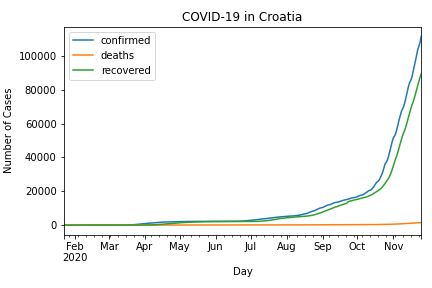 COVID-19 in Croatia
confirmed
deaths
recovered
100000
80000
60000
40000
20000
0
Number of Cases
Feb Mar Apr May Jun Jul Aug Sep Oct Nov
2020
Day